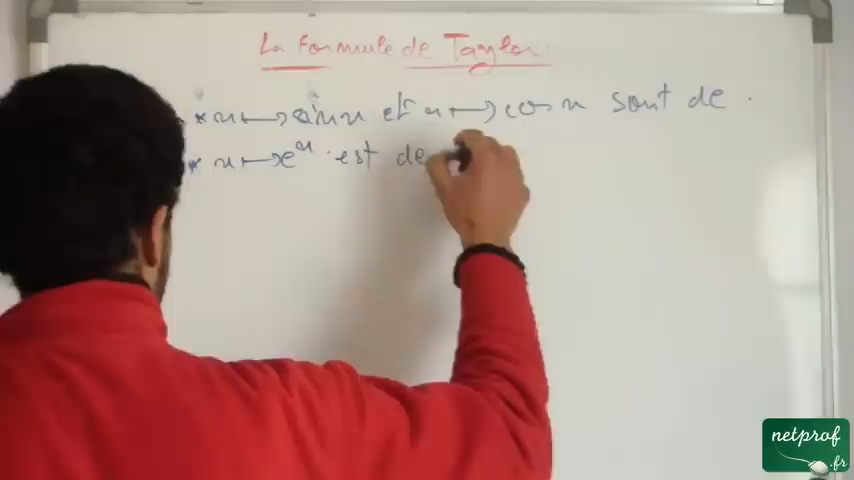 La Formule de Taylor.
* x ⟼ sin x et x ⟼ cos x sont de
* x ⟼ eˣ est de
netprof
.fr